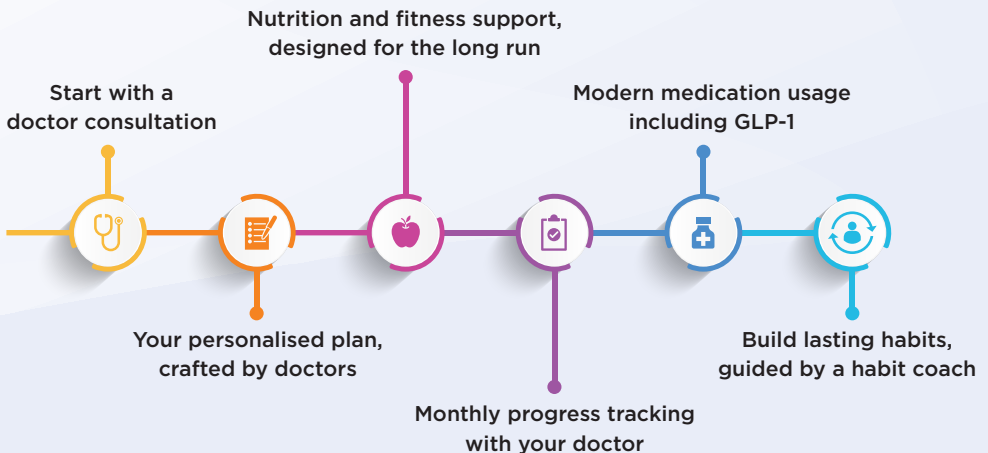 Start with a
doctor consultation
Your personalised plan,
crafted by doctors
Nutrition and fitness support,
designed for the long run
Monthly progress tracking
with your doctor
Modern medication usage
including GLP-1
Build lasting habits,
guided by a habit coach